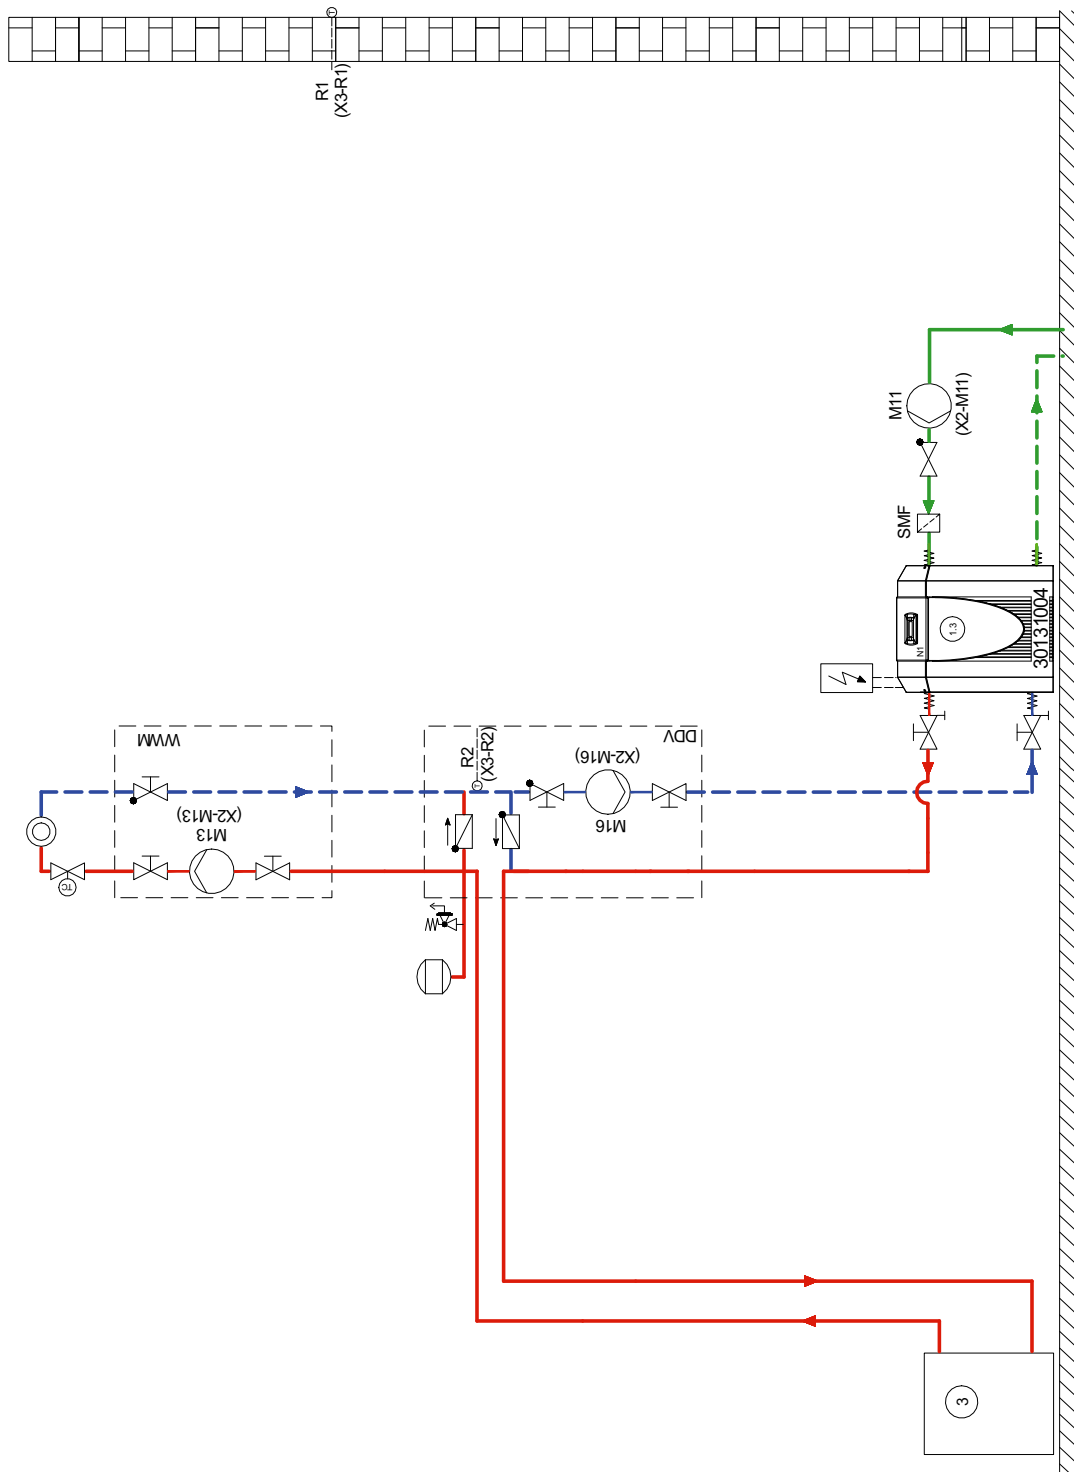 R1
(X3-R1)
M11
(X2-M11)
SMF
N1
1.3
30131004
WWM
M13
(X2-M13)
R2
(X3-R2)
DDV
M16
(X2-M16)
T
T
3